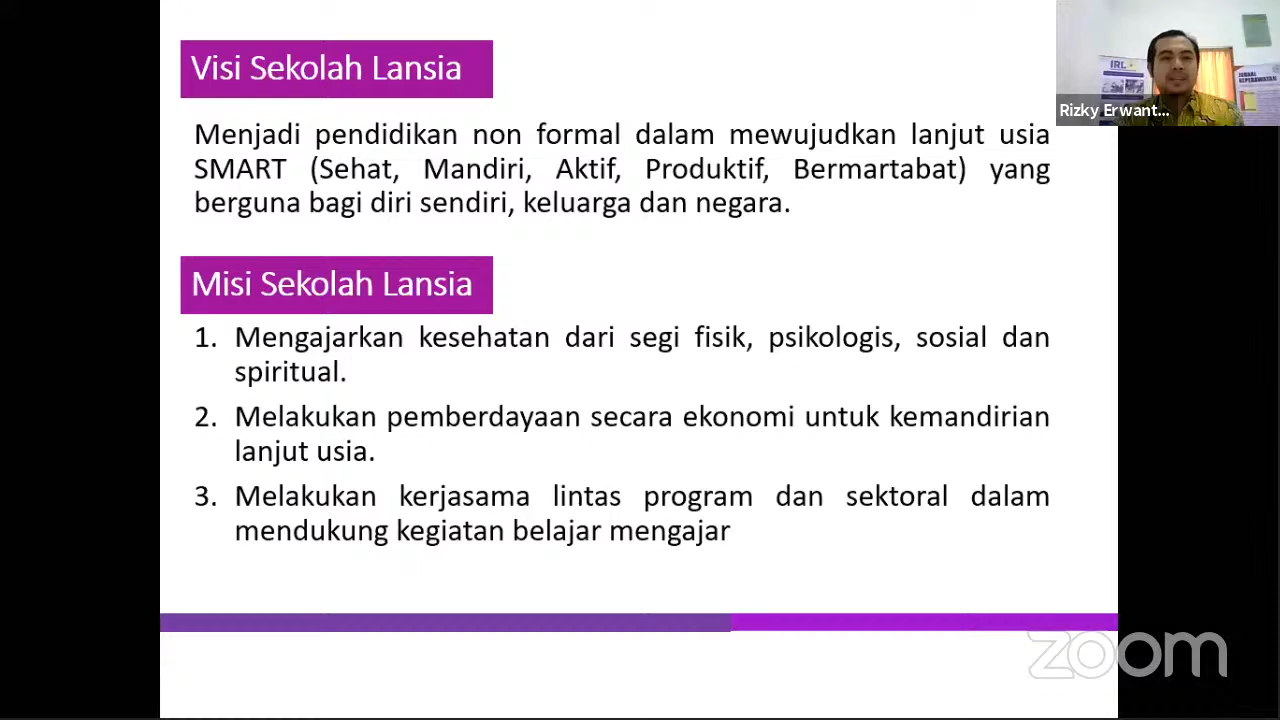 Visi Sekolah Lansia
Menjadi pendidikan non formal dalam mewujudkan lanjut usia
SMART (Sehat, Mandiri, Aktif, Produktif, Bermartabat) yang
berguna bagi diri sendiri, keluarga dan negara.
Misi Sekolah Lansia
1. Mengajarkan kesehatan dari segi fisik, psikologis, sosial dan
spiritual.
2. Melakukan pemberdayaan secara ekonomi untuk kemandirian
lanjut usia.
3. Melakukan kerjasama lintas program dan sektoral dalam
mendukung kegiatan belajar mengajar
IRL
JURNAL
KEPERAWATAN
Rizky Erwant...
zoom